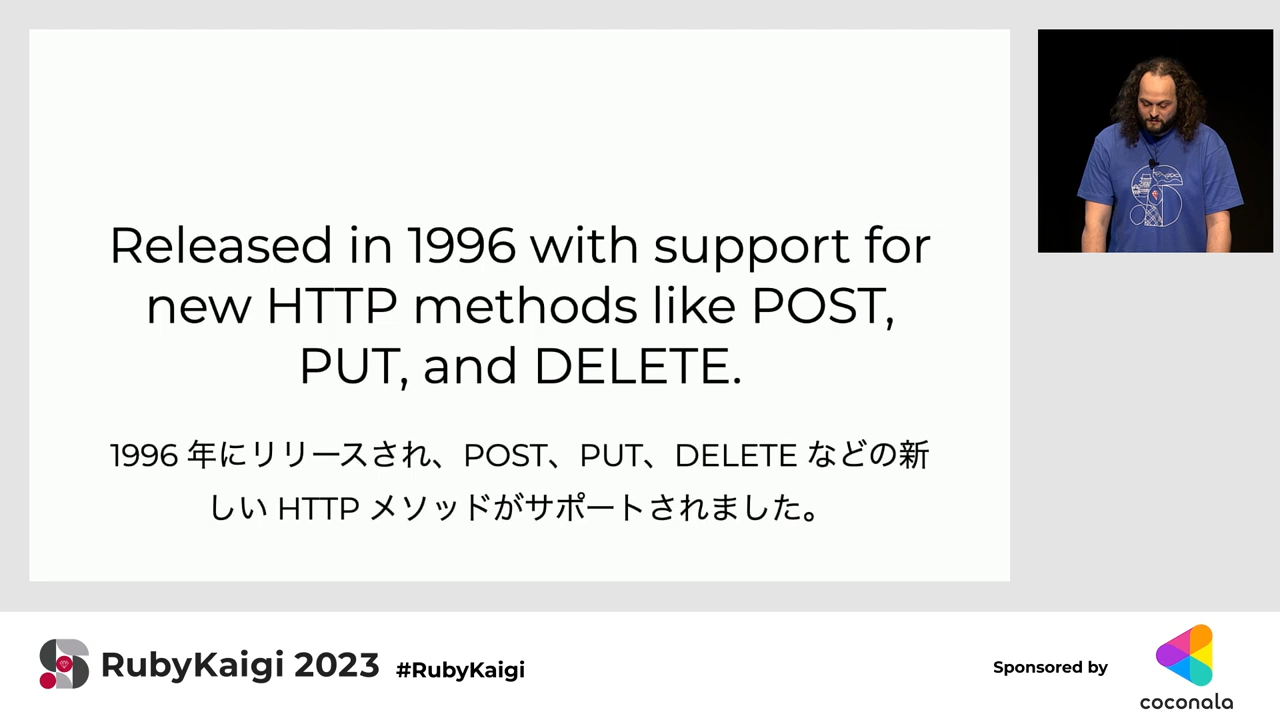 Released in 1996 with support for
new HTTP methods like POST,
PUT, and DELETE.
1996 年にリリースされ、POST、PUT、DELETE などの新
しい HTTP メソッドがサポートされました。
RubyKaigi 2023 #RubyKaigi
Sponsored by
coconala